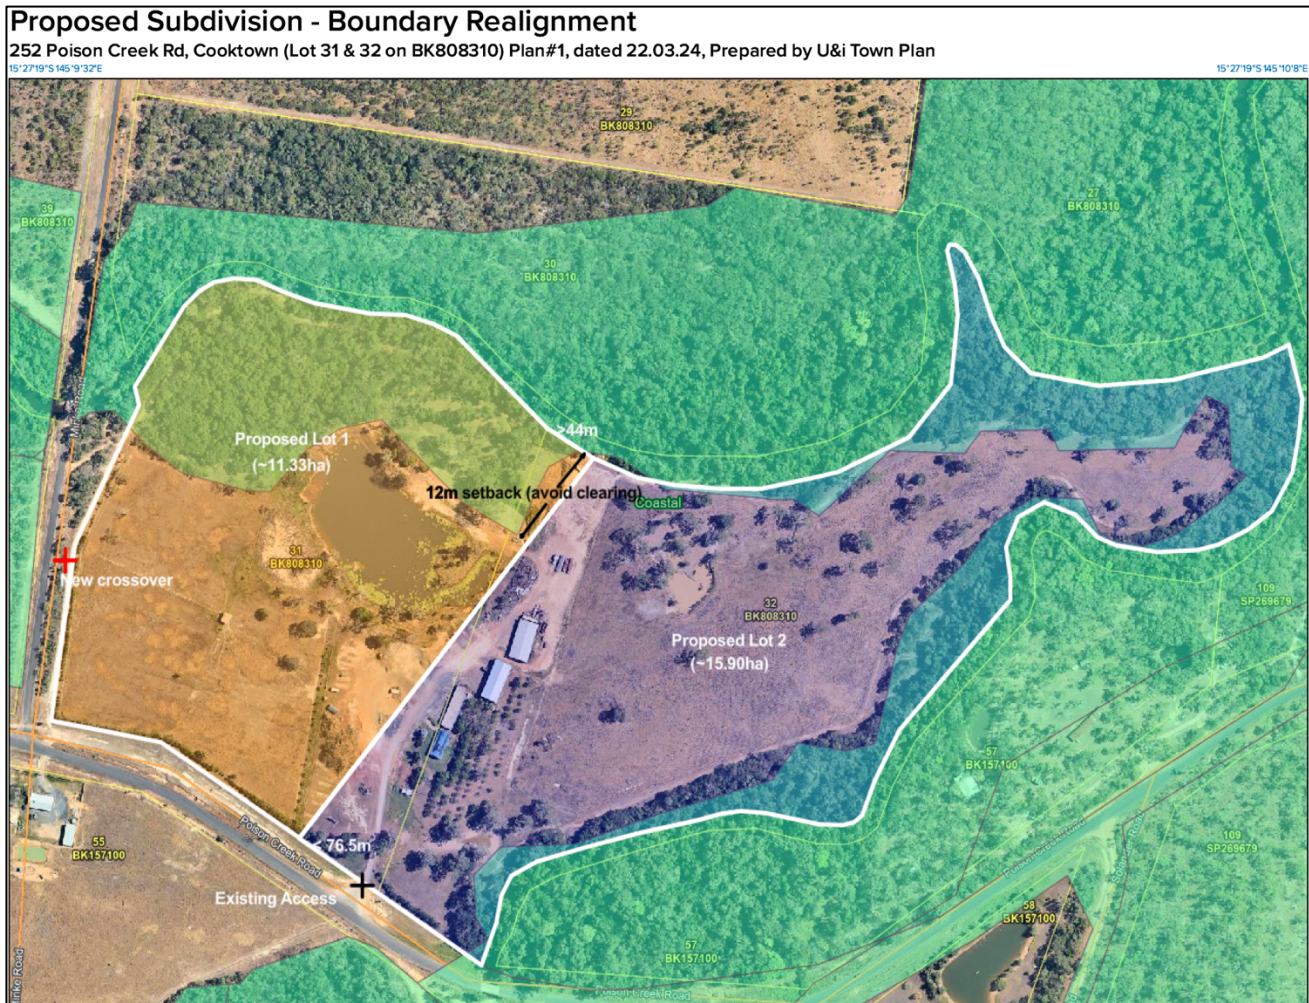 Proposed Subdivision - Boundary Realignment
252 Poison Creek Rd, Cooktown (Lot 31 & 32 on BK808310) Plan#1, dated 22.03.24, Prepared by U&i Town Plan
15°27'19"S 145°9'32"E
15°27'19"S 145°10'8"E
29
BK808310
27
BK808310
39
BK808310
30
BK808310
Proposed Lot 1
(~11.33ha)
>44m
12m setback (avoid clearing)
Coastal
31
BK808310
New crossover
32
BK808310
Proposed Lot 2
(~15.90ha)
109
SP269679
57
BK157100
Poison Creek Road
< 76.5m
Existing Access
55
BK157100
109
SP269679
58
BK157100
57
BK157100
Poison Creek Road
Poison Creek Road